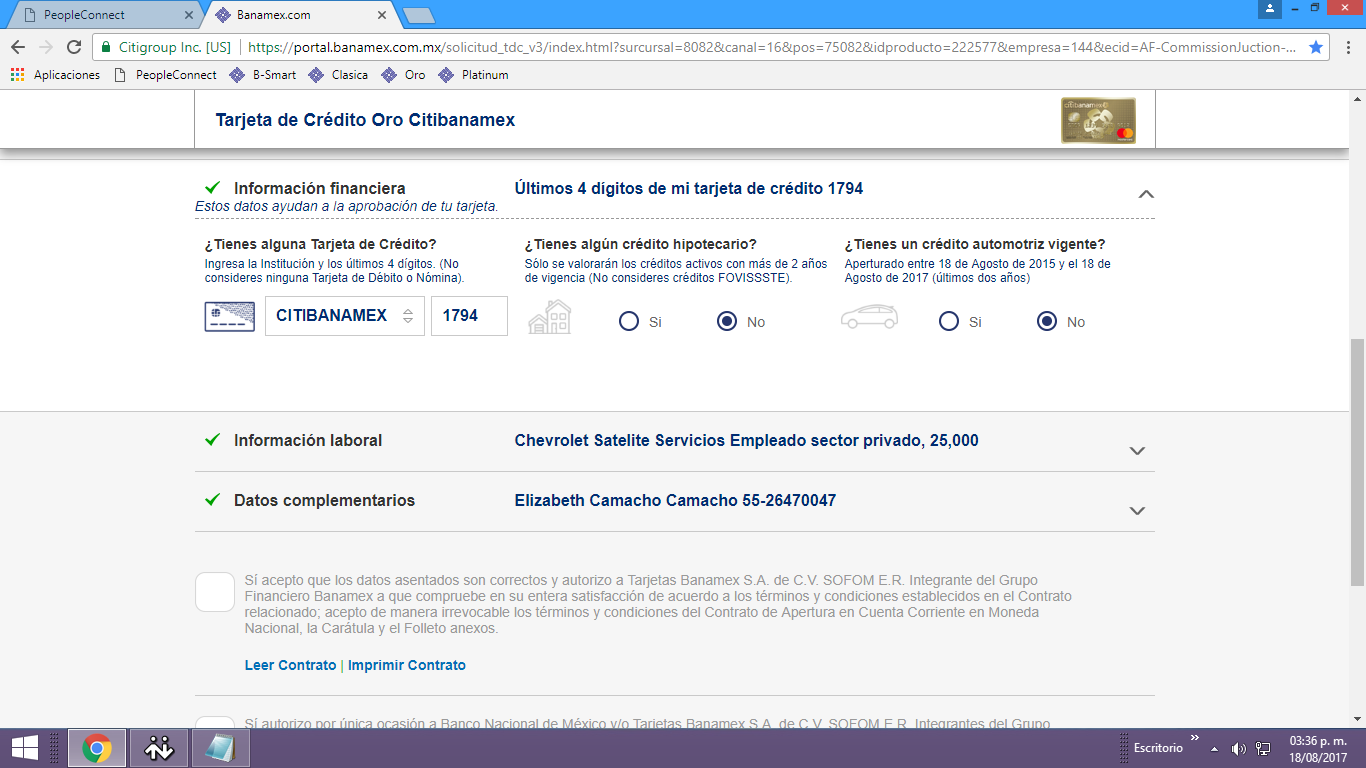 PeopleConnect
Banamex.com
Citigroup Inc. [US] https://portal.banamex.com.mx/solicitud_tdc_v3/index.html?surcursal=8082&canal=16&pos=75082&idproducto=222577&empresa=144&ecid=AF-CommissionJuction-...
Aplicaciones PeopleConnect B-Smart Clasica Oro Platinum
Tarjeta de Crédito Oro Citibanamex
Información financiera Últimos 4 dígitos de mi tarjeta de crédito 1794
Estos datos ayudan a la aprobación de tu tarjeta.
¿Tienes alguna Tarjeta de Crédito?
Ingresa la Institución y los últimos 4 dígitos. (No
consideres ninguna Tarjeta de Débito o Nómina).
CITIBANAMEX 1794
¿Tienes algún crédito hipotecario?
Sólo se valorarán los créditos activos con más de 2 años
de vigencia (No consideres créditos FOVISSSTE).
Si No
¿Tienes un crédito automotriz vigente?
Aperturado entre 18 de Agosto de 2015 y el 18 de
Agosto de 2017 (últimos dos años)
Si No
Información laboral Chevrolet Satelite Servicios Empleado sector privado, 25,000
Datos complementarios Elizabeth Camacho Camacho 55-26470047
Sí acepto que los datos asentados son correctos y autorizo a Tarjetas Banamex S.A. de C.V. SOFOM E.R. Integrante del Grupo
Financiero Banamex a que compruebe en su entera satisfacción de acuerdo a los términos y condiciones establecidos en el Contrato
relacionado; acepto de manera irrevocable los términos y condiciones del Contrato de Apertura en Cuenta Corriente en Moneda
Nacional, la Carátula y el Folleto anexos.
Leer Contrato | Imprimir Contrato
Sí autorizo por única ocasión a Banco Nacional de México y/o Tarjetas Banamex S.A. de C.V. SOFOM E.R. Integrantes del Grupo
Escritorio
03:36 p. m.
18/08/2017